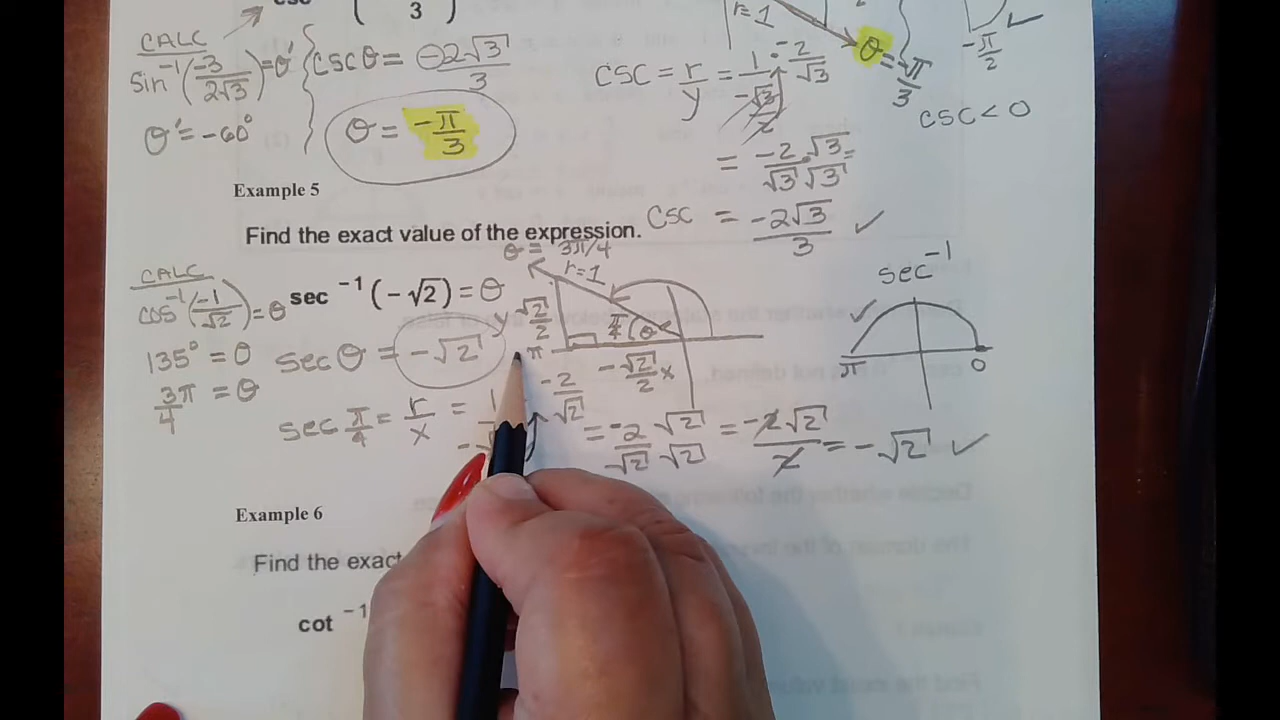 3
CALC
sin⁻¹(-3/2√3)=θ'
θ'=-60°
cscθ= -2√3/3
θ= -π/3
r=1
csc = r/y = 1/(-√3/2) = -2/√3
θ=-π/3
-π/2
csc<0
= -2/√3 · √3/√3 =
csc = -2√3/3 ✓
Example 5
Find the exact value of the expression.
θ= 3π/4
r=1
CALC
cos⁻¹(-1/√2)=θ
135°=θ
3π/4 =θ
sec⁻¹(-√2)=θ
secθ= -√2
y √2/2
π/4 θ
π
-√2/2 x
sec⁻¹
π 0
sec π/4 = r/x = 1
-2/√2
= -2/√2 √2/√2 = -2√2/2 = -√2 ✓
Example 6
Find the exact
cot⁻¹